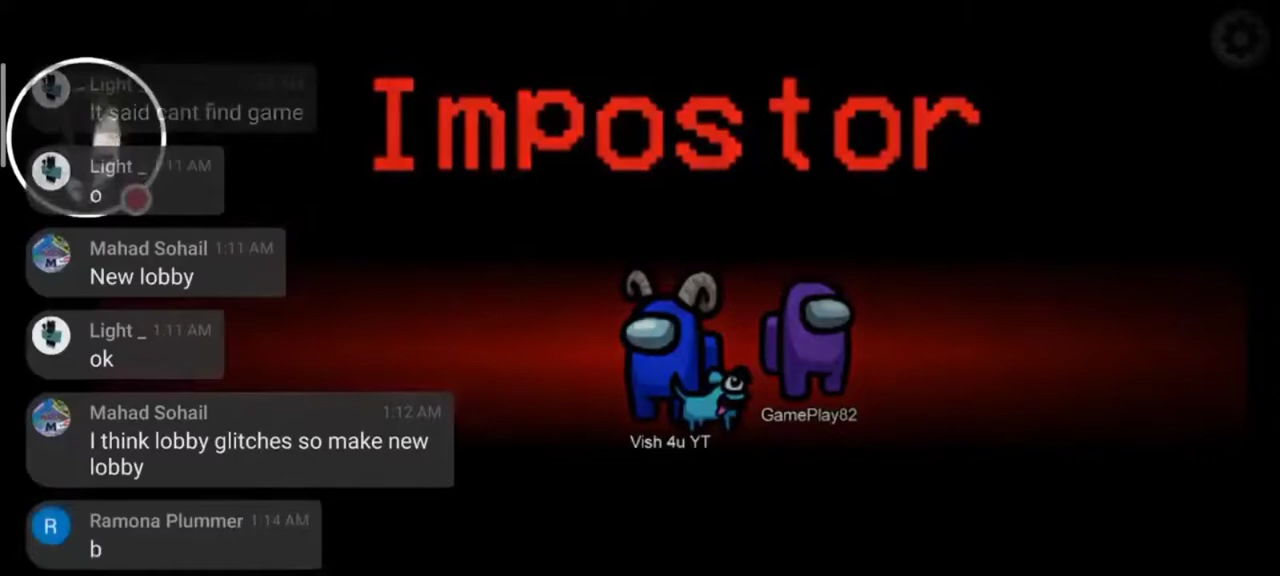 Impostor
Light _
It said cant find game
Light _ 1:11 AM
o
Mahad Sohail 1:11 AM
New lobby
Light _ 1:11 AM
ok
Mahad Sohail 1:12 AM
I think lobby glitches so make new
lobby
Ramona Plummer 1:14 AM
b
R
M
M
Vish 4u YT
GamePlay82